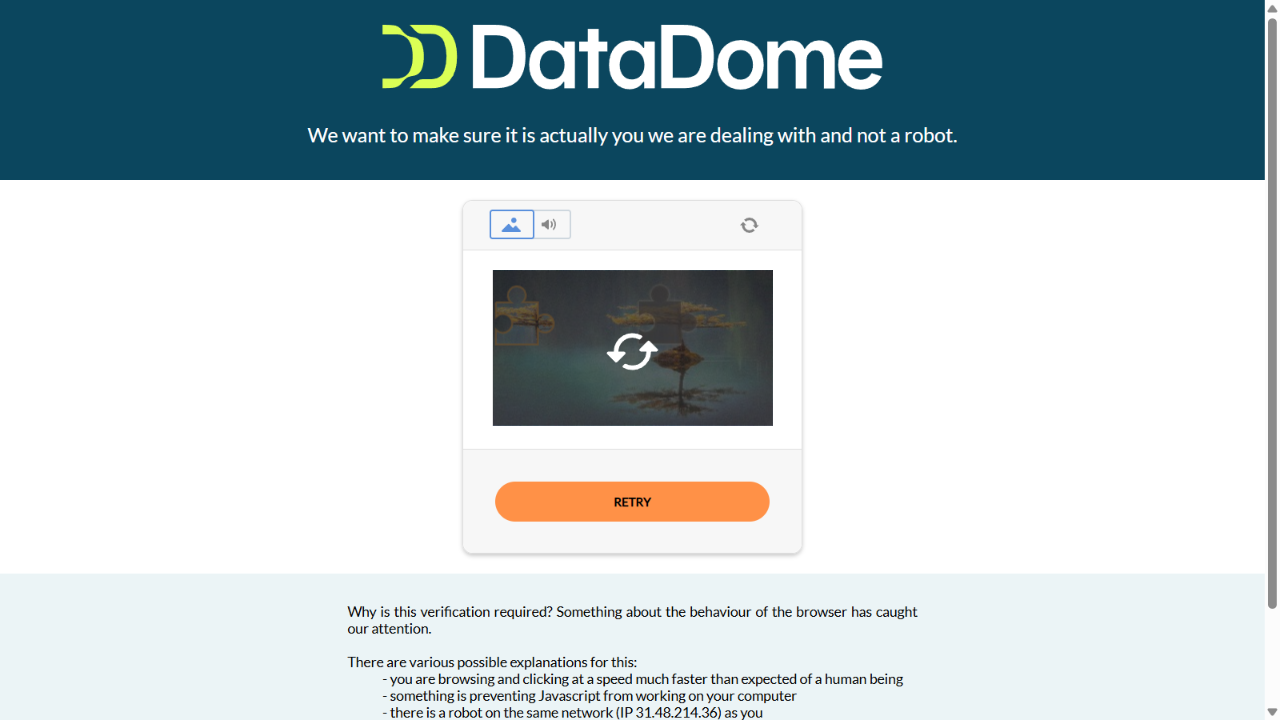 DataDome
We want to make sure it is actually you we are dealing with and not a robot.
RETRY
Why is this verification required? Something about the behaviour of the browser has caught
our attention.
There are various possible explanations for this:
- you are browsing and clicking at a speed much faster than expected of a human being
- something is preventing Javascript from working on your computer
- there is a robot on the same network (IP 31.48.214.36) as you